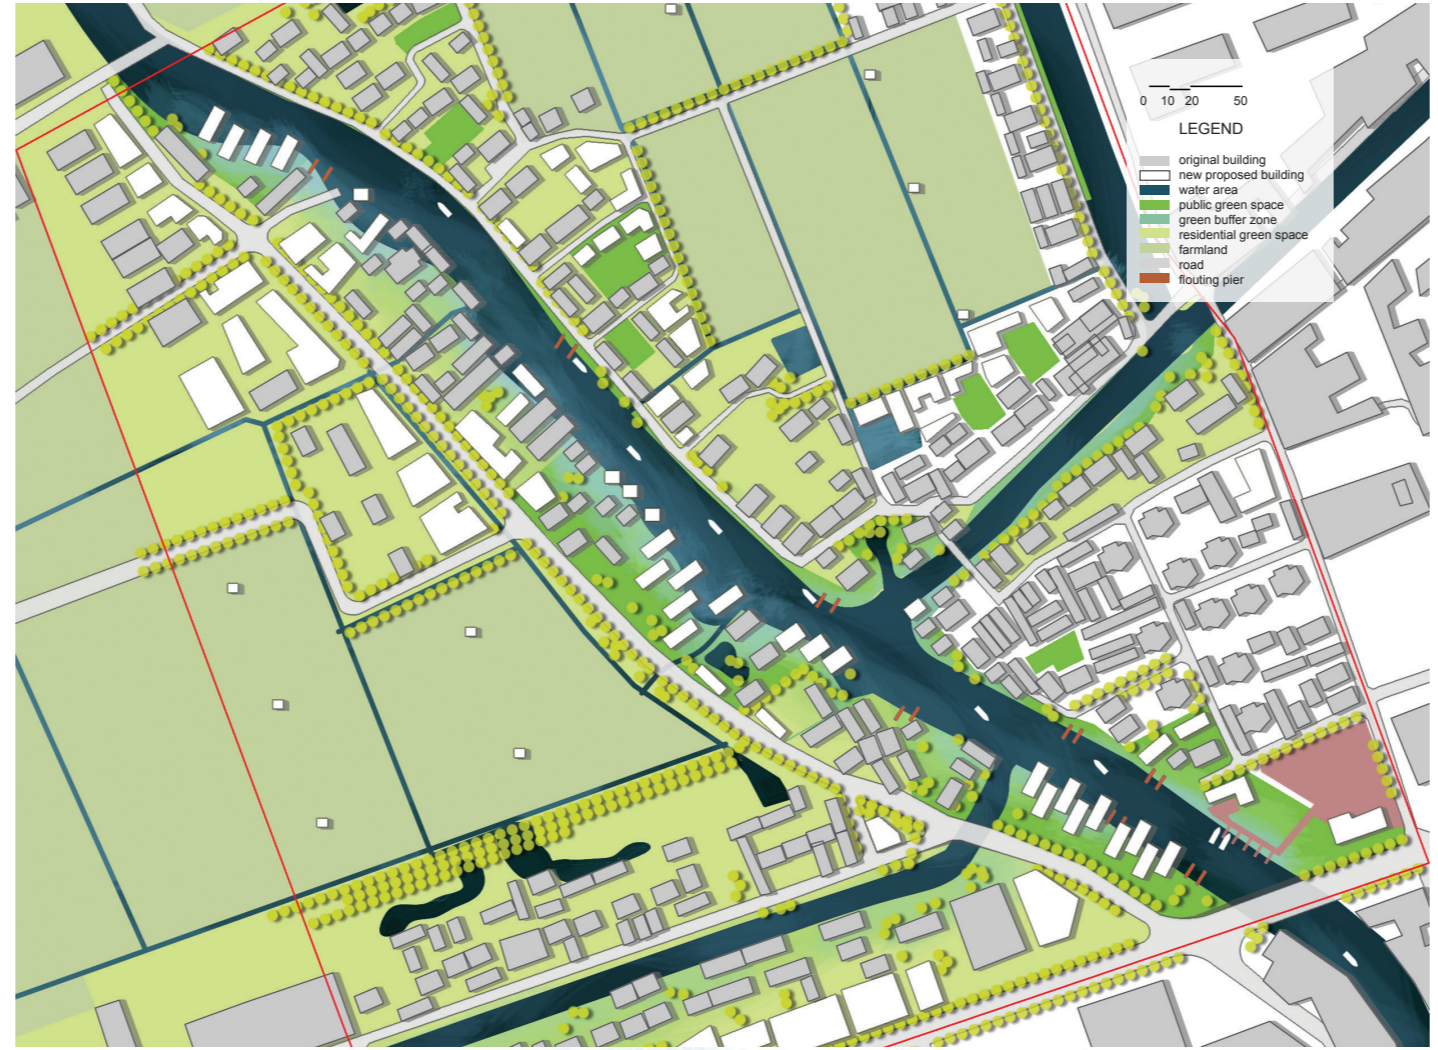 0 10 20 50
LEGEND
original building
new proposed building
water area
public green space
green buffer zone
residential green space
farmland
road
flouting pier